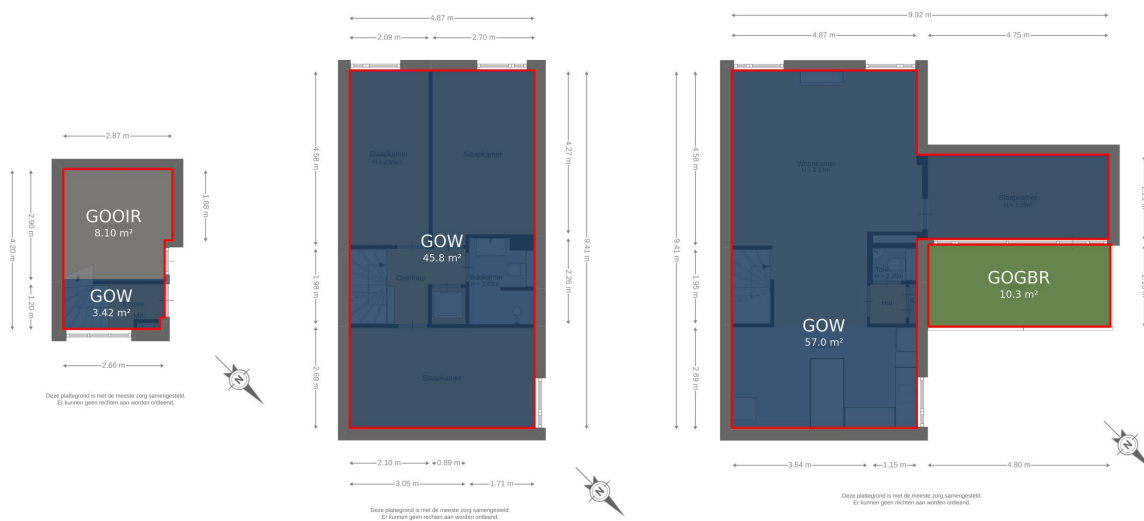 2.87 m
4.20 m
2.90 m
1.88 m
GOOIR
8.10 m²
1.20 m
GOW
3.42 m²
2.66 m
N
Deze plattegrond is met de meeste zorg samengesteld.
Er kunnen geen rechten aan worden ontleend.
4.87 m
2.09 m
2.70 m
4.58 m
4.27 m
Slaapkamer
Slaapkamer
9.41 m
GOW
45.8 m²
Overloop
Badkamer
1.98 m
2.26 m
2.69 m
Slaapkamer
2.10 m
0.89 m
3.05 m
1.71 m
N
Deze plattegrond is met de meeste zorg samengesteld.
Er kunnen geen rechten aan worden ontleend.
9.92 m
4.87 m
4.75 m
4.58 m
Woonkamer
Slaapkamer
9.41 m
1.95 m
Toilet
Hal
GOGBR
10.3 m²
GOW
57.0 m²
2.69 m
3.54 m
1.15 m
4.80 m
N
Deze plattegrond is met de meeste zorg samengesteld.
Er kunnen geen rechten aan worden ontleend.